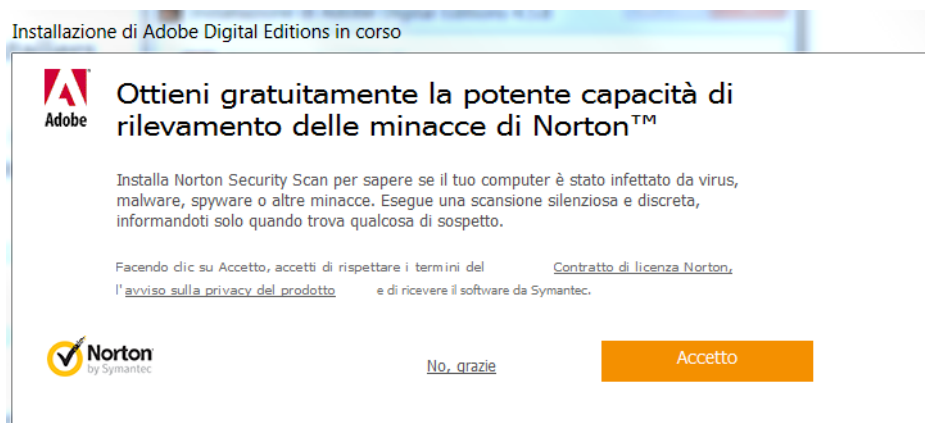 Installazione di Adobe Digital Editions in corso
Adobe
Ottieni gratuitamente la potente capacità di
rilevamento delle minacce di Norton™
Installa Norton Security Scan per sapere se il tuo computer è stato infettato da virus,
malware, spyware o altre minacce. Esegue una scansione silenziosa e discreta,
informandoti solo quando trova qualcosa di sospetto.
Facendo clic su Accetto, accetti di rispettare i termini del Contratto di licenza Norton,
l'avviso sulla privacy del prodotto e di ricevere il software da Symantec.
Norton
by Symantec
No, grazie
Accetto